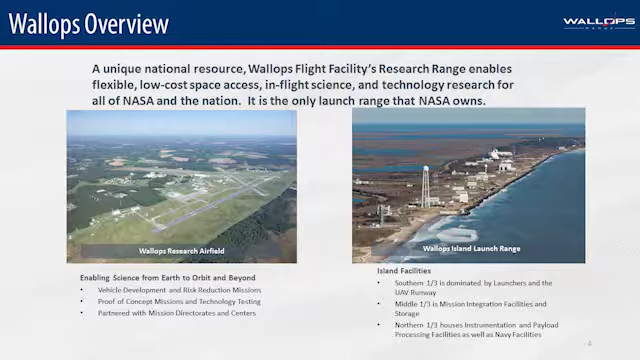 Wallops Overview
WALLOPS
RANGE
A unique national resource, Wallops Flight Facility's Research Range enables
flexible, low-cost space access, in-flight science, and technology research for
all of NASA and the nation. It is the only launch range that NASA owns.
Wallops Research Airfield
Wallops Island Launch Range
Enabling Science from Earth to Orbit and Beyond
• Vehicle Development and Risk Reduction Missions
• Proof of Concept Missions and Technology Testing
• Partnered with Mission Directorates and Centers
Island Facilities
• Southern 1/3 is dominated by Launchers and the
UAV Runway
• Middle 1/3 is Mission Integration Facilities and
Storage
• Northern 1/3 houses Instrumentation and Payload
Processing Facilities as well as Navy Facilities
4